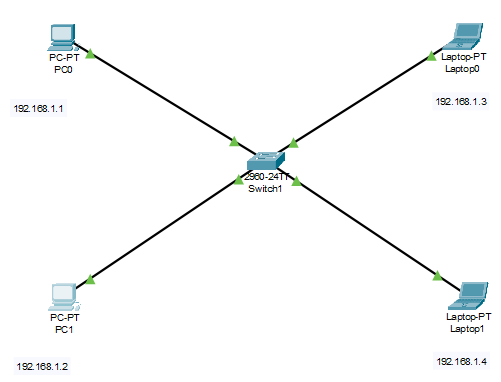 PC-PT
PC0
192.168.1.1
Laptop-PT
Laptop0
192.168.1.3
2960-24TT
Switch1
PC-PT
PC1
192.168.1.2
Laptop-PT
Laptop1
192.168.1.4